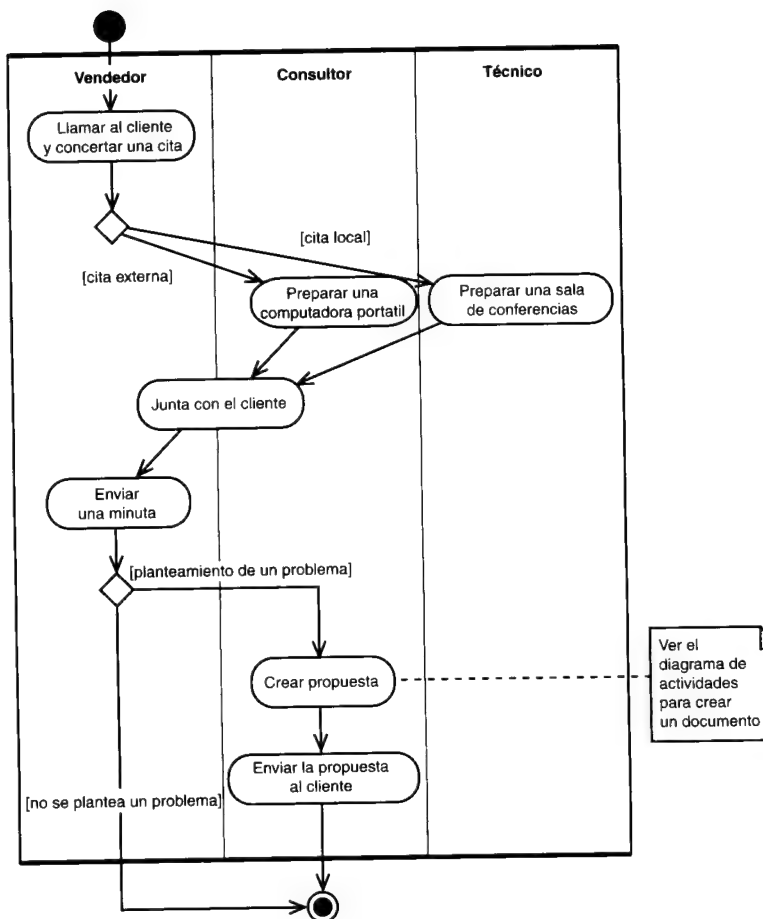 Vendedor
Consultor
Técnico
Llamar al cliente
y concertar una cita
[cita local]
[cita externa]
Preparar una
computadora portatil
Preparar una sala
de conferencias
Junta con el cliente
Enviar
una minuta
[planteamiento de un problema]
Ver el
diagrama de
actividades
para crear
un documento
Crear propuesta
Enviar la propuesta
al cliente
[no se plantea un problema]